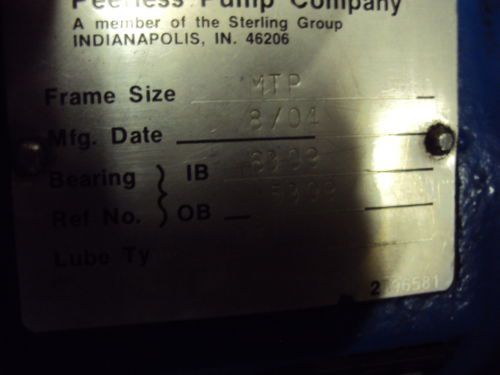 Peerless Pump Company
A member of the Sterling Group
INDIANAPOLIS, IN. 46206
Frame Size MTP
Mfg. Date 8/04
Bearing IB
Ref No. OB
Lube Ty